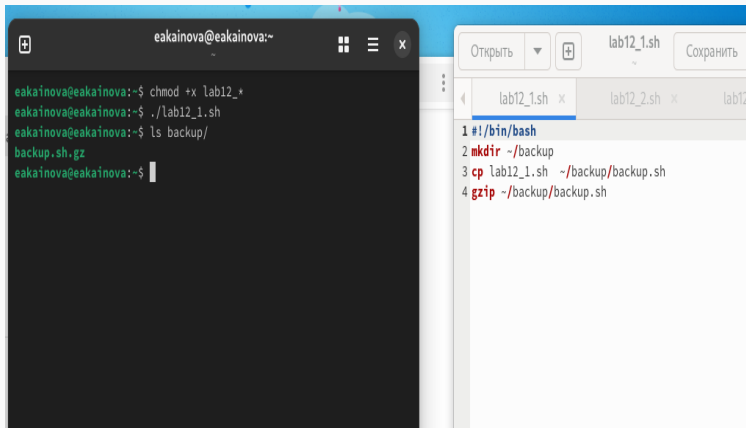 eakainova@eakainova:~
~
eakainova@eakainova:~$ chmod +x lab12_*
eakainova@eakainova:~$ ./lab12_1.sh
eakainova@eakainova:~$ ls backup/
backup.sh.gz
eakainova@eakainova:~$
Открыть
lab12_1.sh
~
Сохранить
lab12_1.sh ×
lab12_2.sh ×
lab12
1 #!/bin/bash
2 mkdir ~/backup
3 cp lab12_1.sh  ~/backup/backup.sh
4 gzip ~/backup/backup.sh